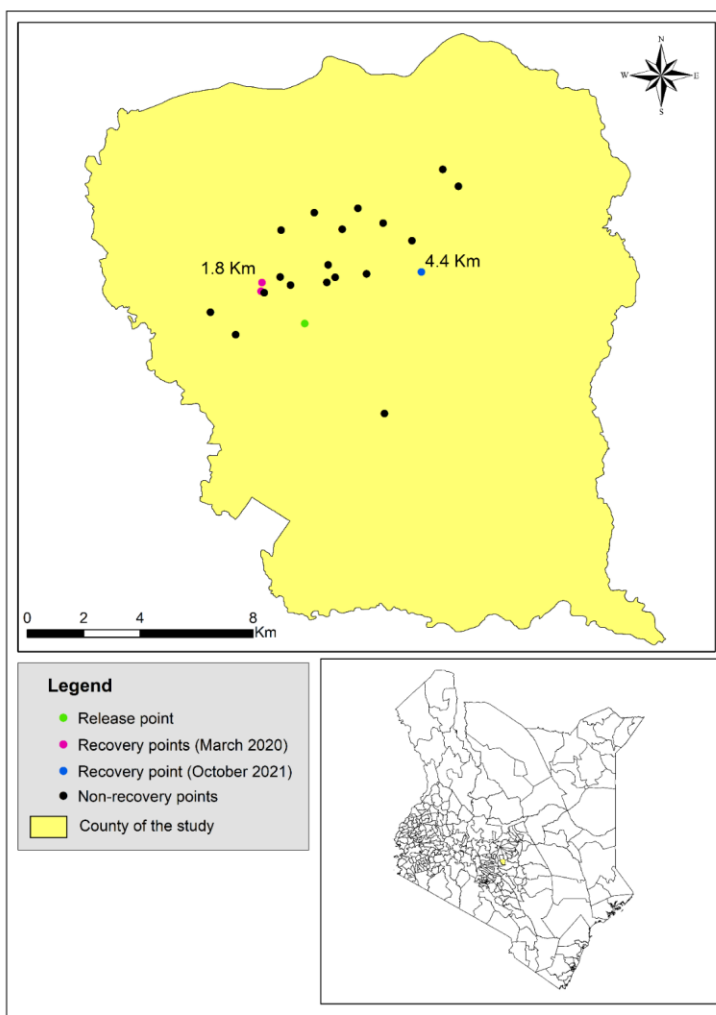 N
W E
S
1.8 Km
4.4 Km
0 2 4 8
Km
Legend
Release point
Recovery points (March 2020)
Recovery point (October 2021)
Non-recovery points
County of the study